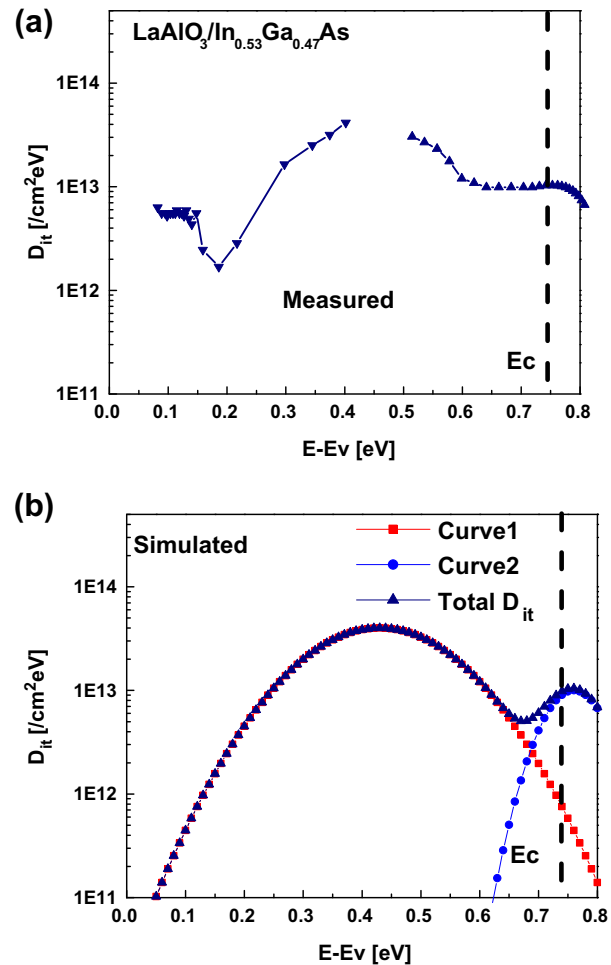 (a)
LaAlO₃/In₀.₅₃Ga₀.₄₇As
1E14
1E13
1E12
1E11
Dᵢₜ [/cm²eV]
Measured
Ec
0.0 0.1 0.2 0.3 0.4 0.5 0.6 0.7 0.8
E-Ev [eV]
(b)
Simulated
Curve1
Curve2
Total Dᵢₜ
1E14
1E13
1E12
1E11
Dᵢₜ [/cm²eV]
Ec
0.0 0.1 0.2 0.3 0.4 0.5 0.6 0.7 0.8
E-Ev [eV]